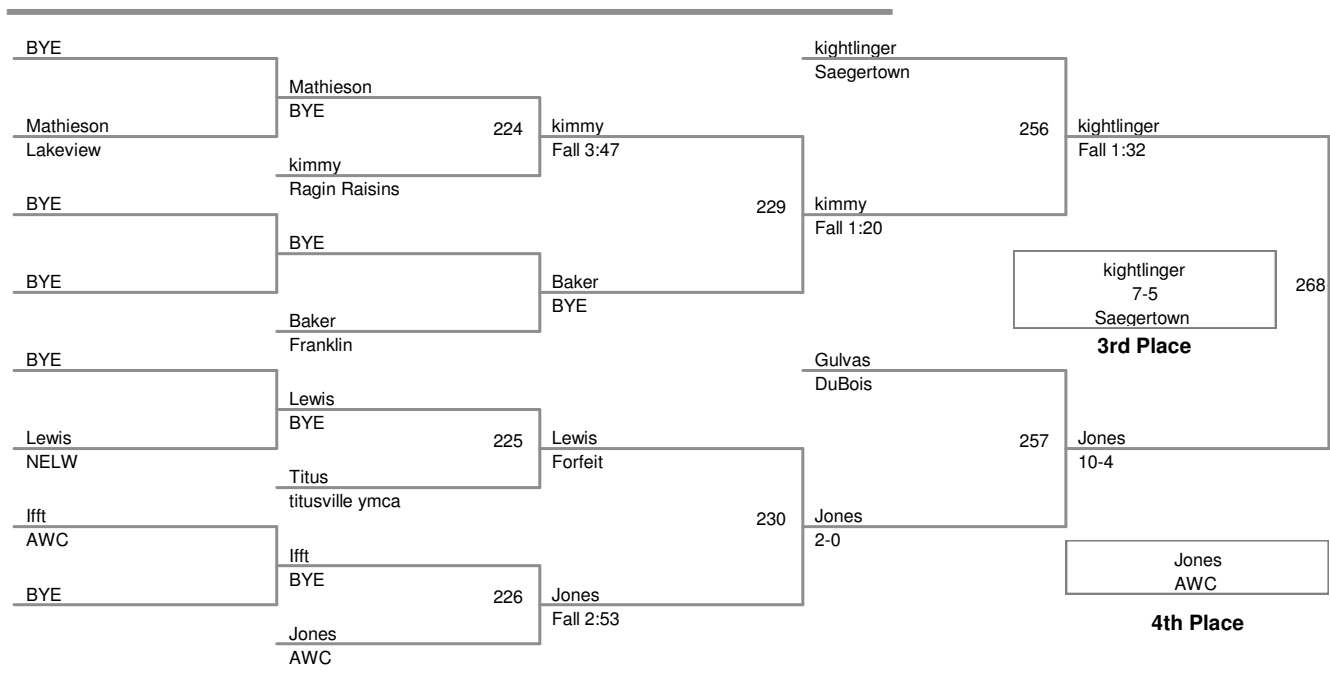 BYE
kightlinger
Saegertown
Mathieson
BYE
Mathieson
Lakeview
224
kimmy
Fall 3:47
256
kightlinger
Fall 1:32
kimmy
Ragin Raisins
BYE
229
kimmy
Fall 1:20
BYE
BYE
Baker
BYE
kightlinger
7-5
Saegertown
3rd Place
268
Baker
Franklin
BYE
Gulvas
DuBois
Lewis
BYE
Lewis
NELW
225
Lewis
Forfeit
257
Jones
10-4
Titus
titusville ymca
Ifft
AWC
230
Jones
2-0
Ifft
BYE
BYE
226
Jones
Fall 2:53
Jones
AWC
4th Place
Jones
AWC